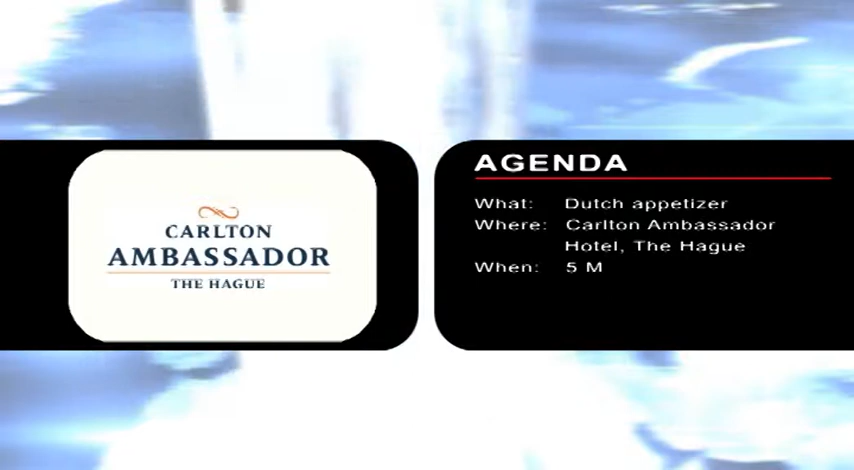 CARLTON
AMBASSADOR
THE HAGUE
AGENDA
What: Dutch appetizer
Where: Carlton Ambassador
Hotel, The Hague
When: 5 M